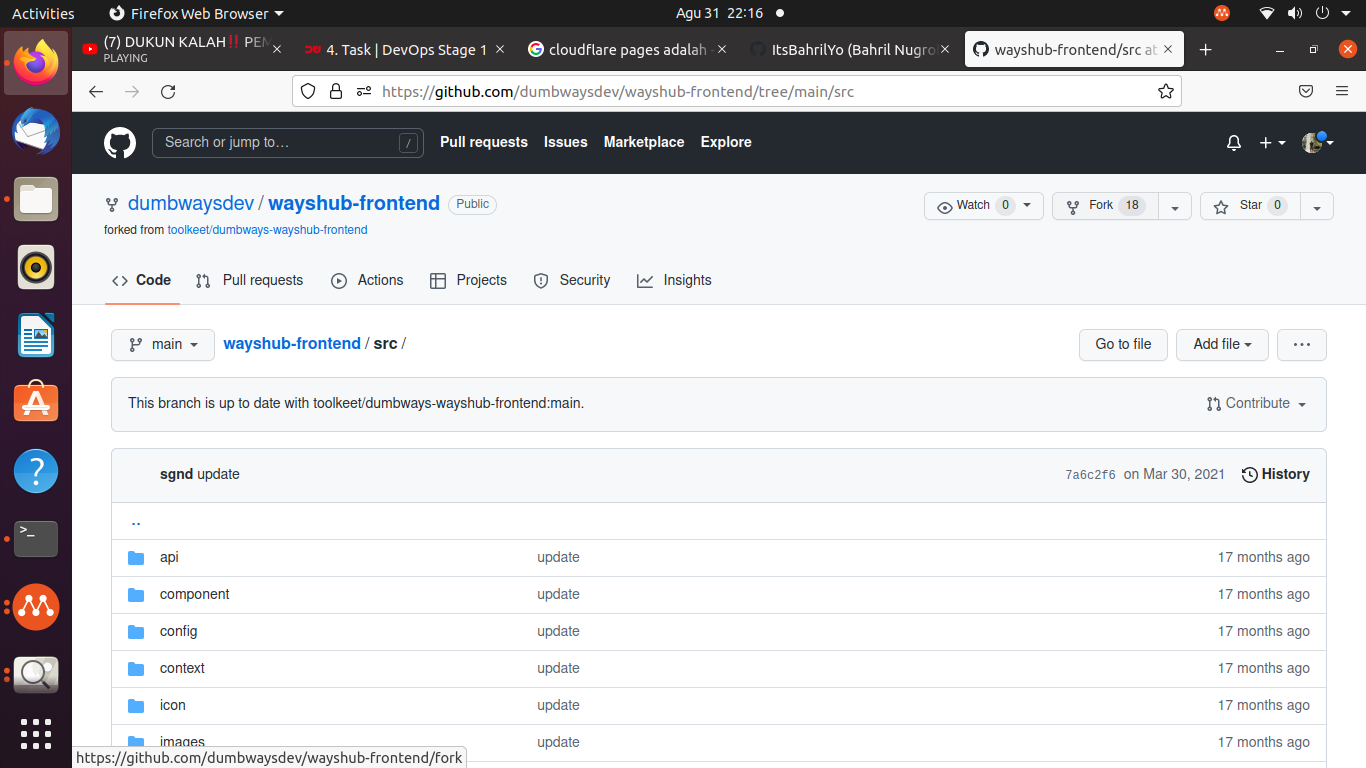 Activities Firefox Web Browser Agu 31 22:16
(7) DUKUN KALAH‼️ PEM
PLAYING
4. Task | DevOps Stage 1
cloudflare pages adalah -
ItsBahrilYo (Bahril Nugro
wayshub-frontend/src at
https://github.com/dumbwaysdev/wayshub-frontend/tree/main/src
Search or jump to… / Pull requests Issues Marketplace Explore
dumbwaysdev / wayshub-frontend Public Watch 0 Fork 18 Star 0
forked from toolkeet/dumbways-wayshub-frontend
Code Pull requests Actions Projects Security Insights
main wayshub-frontend / src / Go to file Add file ···
This branch is up to date with toolkeet/dumbways-wayshub-frontend:main. Contribute
sgnd update 7a6c2f6 on Mar 30, 2021 History
..
api update 17 months ago
component update 17 months ago
config update 17 months ago
context update 17 months ago
icon update 17 months ago
images update 17 months ago
https://github.com/dumbwaysdev/wayshub-frontend/fork